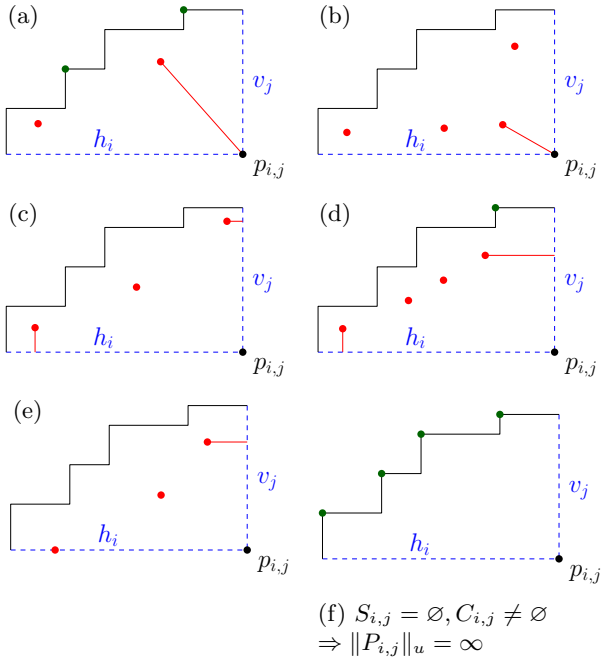 (a)
v_j
h_i
p_{i,j}
(b)
v_j
h_i
p_{i,j}
(c)
v_j
h_i
p_{i,j}
(d)
v_j
h_i
p_{i,j}
(e)
v_j
h_i
p_{i,j}
v_j
h_i
p_{i,j}
(f) S_{i,j} = ∅, C_{i,j} ≠ ∅
⇒ ‖P_{i,j}‖_u = ∞